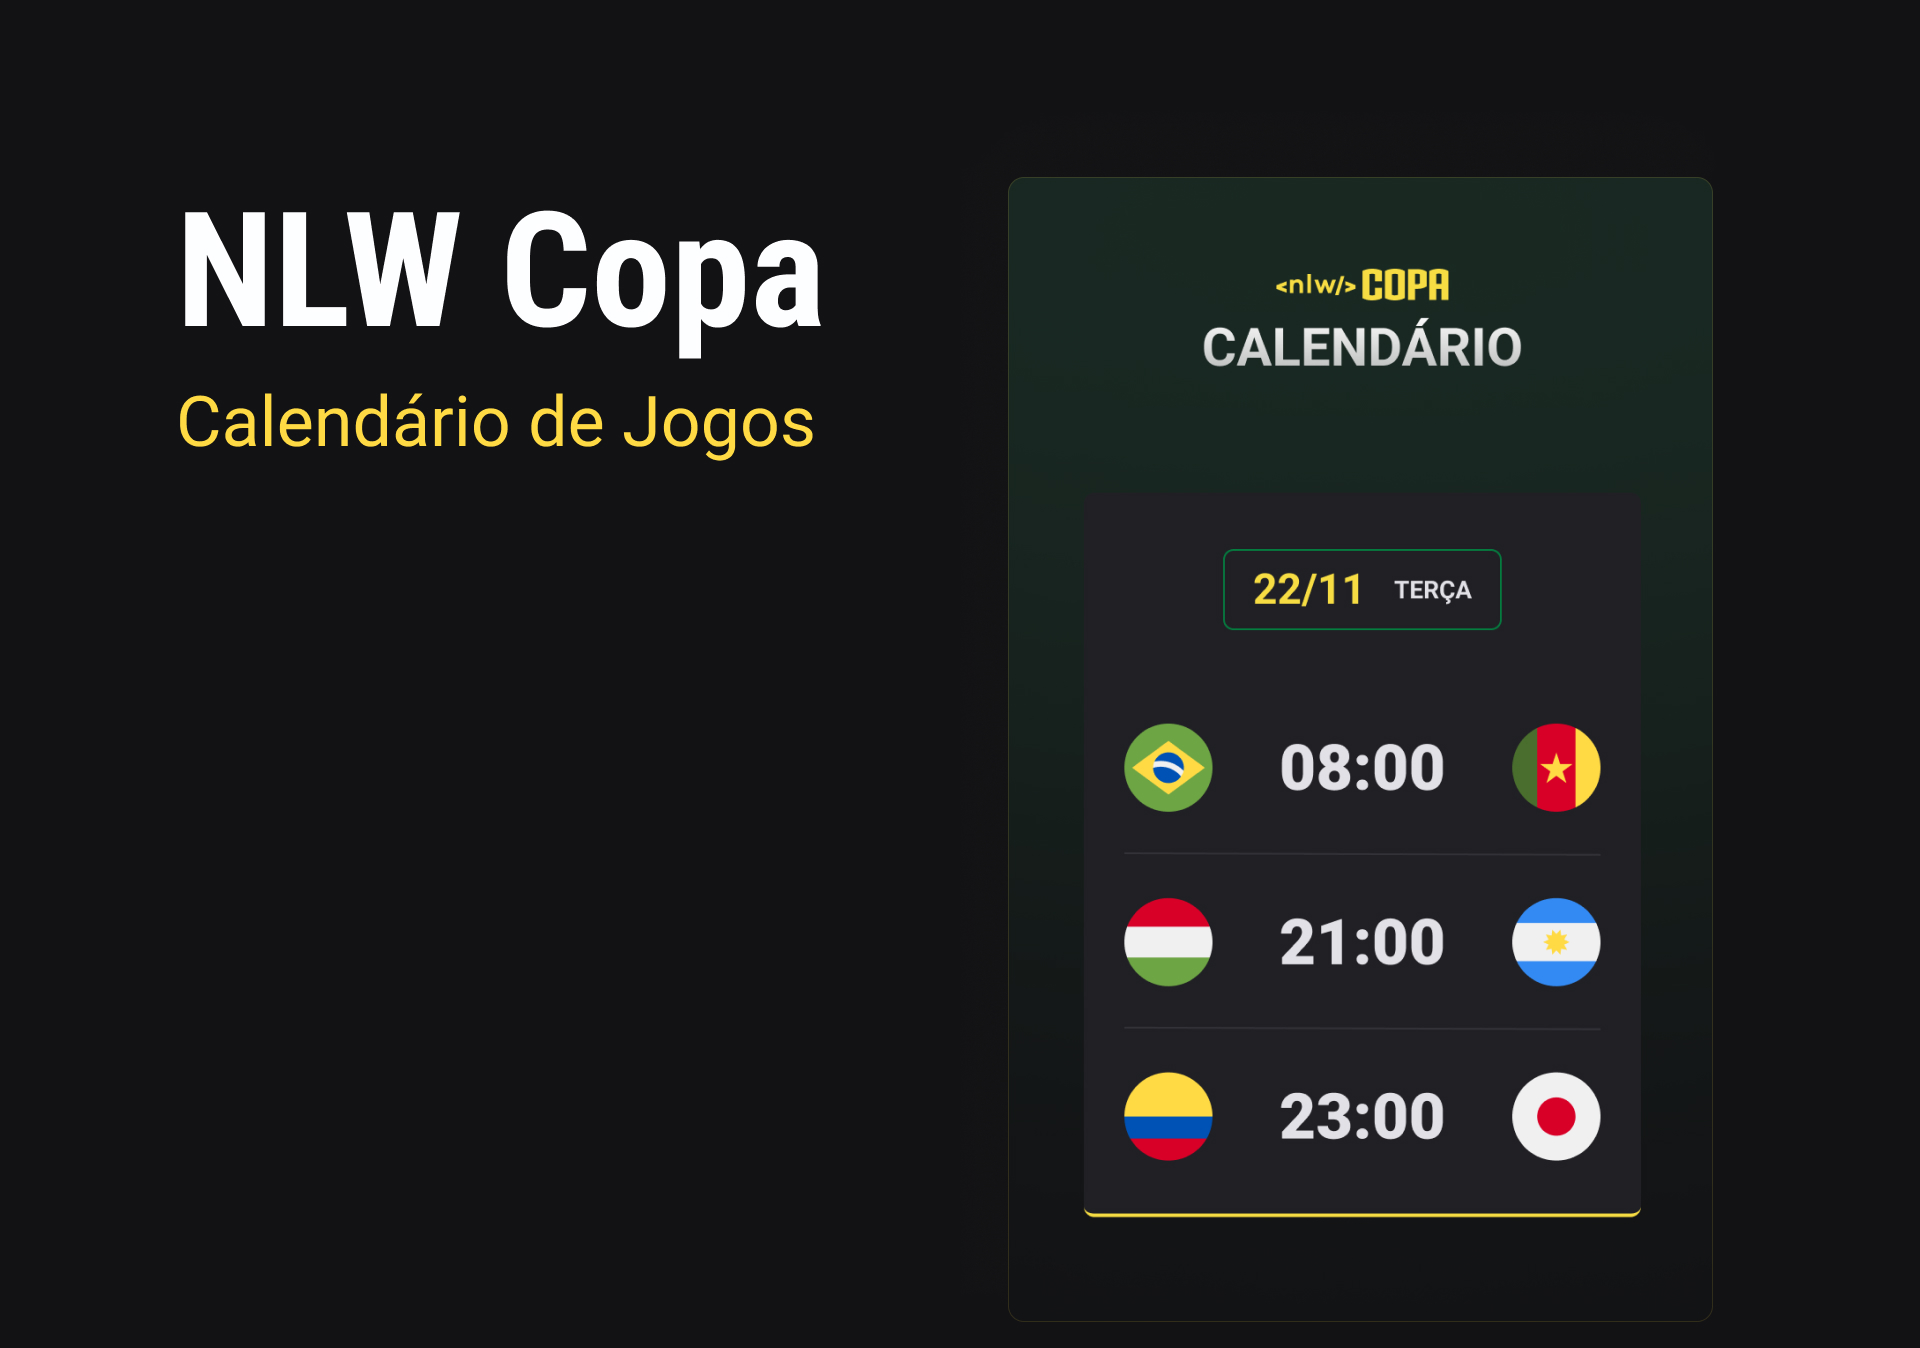 NLW Copa
Calendário de Jogos
<nlw/> COPA
CALENDÁRIO
22/11 TERÇA
08:00
21:00
23:00